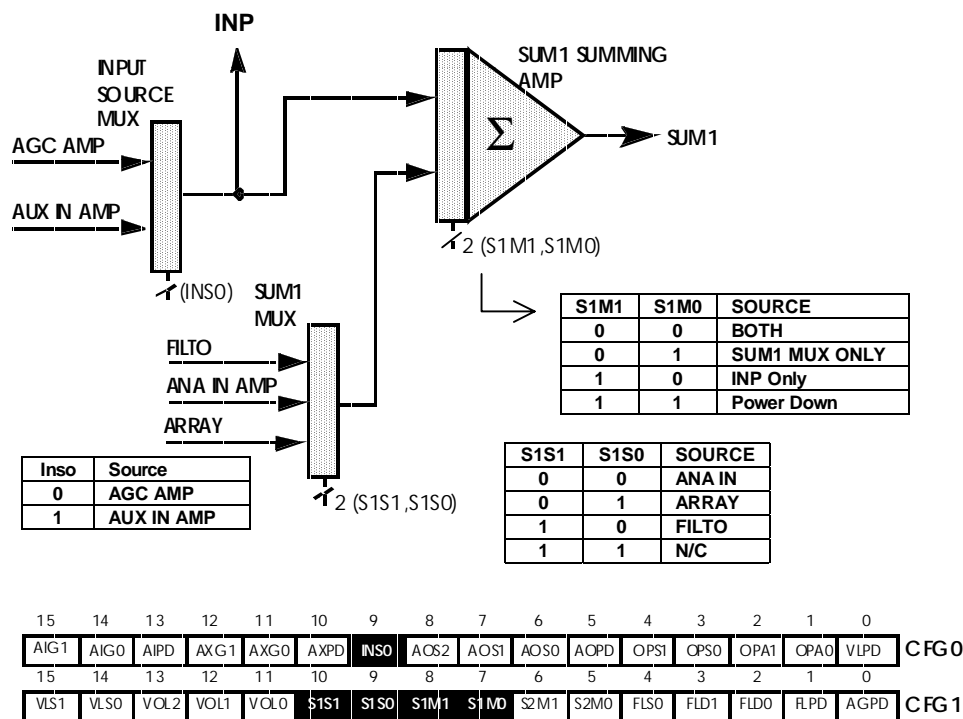 INP
INPUT
SOURCE
MUX
SUM1 SUMMING
AMP
AGC AMP
Σ
SUM1
AUX IN AMP
2 (S1M1,S1M0)
(INS0)
SUM1
MUX
S1M1 S1M0 SOURCE
0 0 BOTH
0 1 SUM1 MUX ONLY
1 0 INP Only
1 1 Power Down
FILTO
ANA IN AMP
ARRAY
Inso Source
0 AGC AMP
1 AUX IN AMP
2 (S1S1,S1S0)
S1S1 S1S0 SOURCE
0 0 ANA IN
0 1 ARRAY
1 0 FILTO
1 1 N/C
15 14 13 12 11 10 9 8 7 6 5 4 3 2 1 0
AIG1 AIG0 AIPD AXG1 AXG0 AXPD INS0 AOS2 AOS1 AOS0 AOPD OPS1 OPS0 OPA1 OPA0 VLPD CFG0
15 14 13 12 11 10 9 8 7 6 5 4 3 2 1 0
VLS1 VLS0 VOL2 VOL1 VOL0 S1S1 S1S0 S1M1 S1M0 S2M1 S2M0 FLS0 FLD1 FLD0 FLPD AGPD CFG1